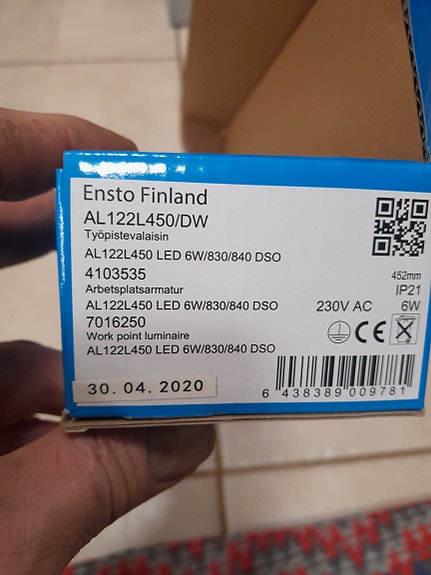 Ensto Finland
AL122L450/DW
Työpistevalaisin
AL122L450 LED 6W/830/840 DSO
4103535
452mm
Arbetsplatsarmatur
IP21
AL122L450 LED 6W/830/840 DSO
230V AC 6W
7016250
Work point luminaire
CE
AL122L450 LED 6W/830/840 DSO
30.04.2020
6 438389 009781